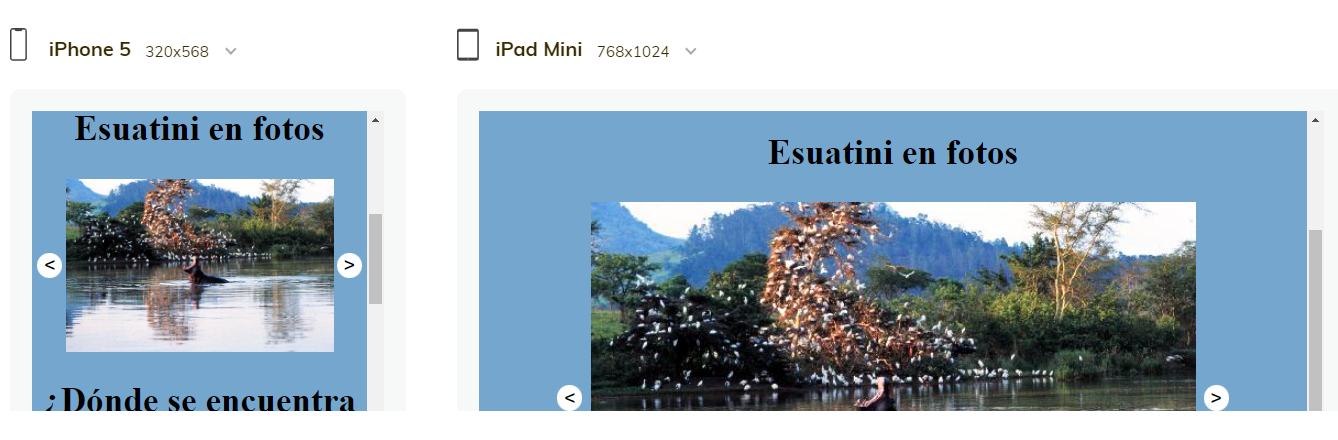 iPhone 5 320x568
iPad Mini 768x1024
Esuatini en fotos
< >
¿Dónde se encuentra
Esuatini en fotos
< >